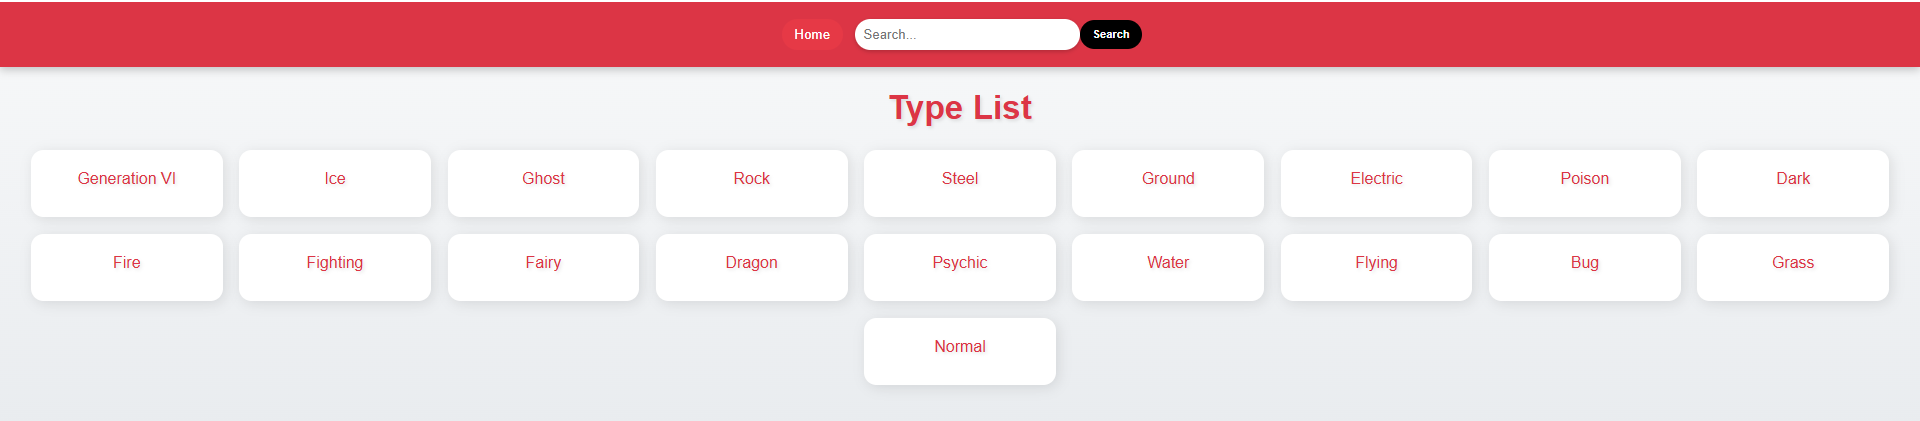 Home Search... Search
Type List
Generation VI Ice Ghost Rock Steel Ground Electric Poison Dark
Fire Fighting Fairy Dragon Psychic Water Flying Bug Grass
Normal